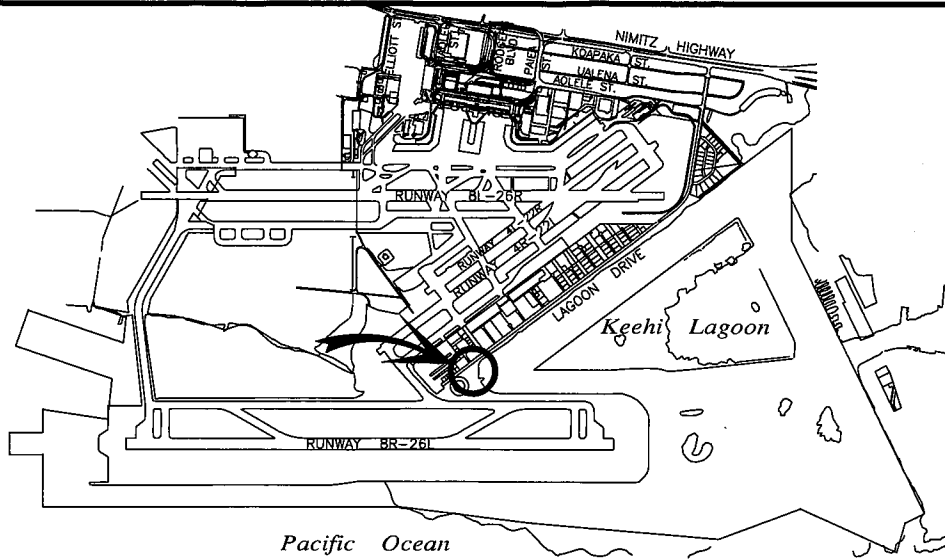 NIMITZ HIGHWAY
ELLIOTT S
ST.
RODGERS BLVD
PAIEA ST.
KOAPAKA ST.
UALENA ST.
AOLELE ST.
RUNWAY 8L-26R
RUNWAY 4L-22R
RUNWAY 4R-22L
LAGOON DRIVE
Keehi Lagoon
RUNWAY 8R-26L
Pacific Ocean